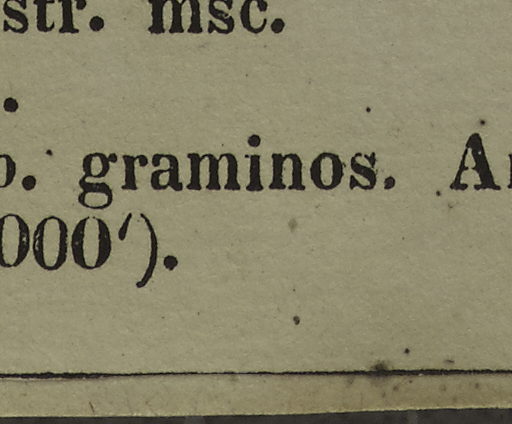 str. msc.
.
. graminos.
000′).